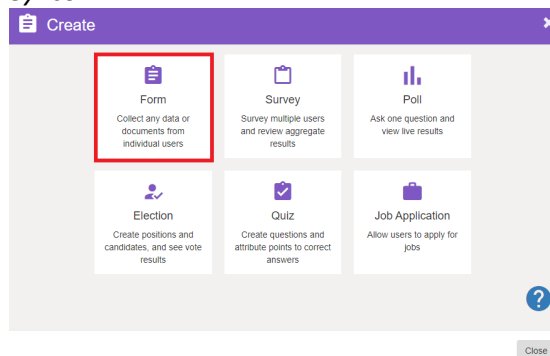 Create
Form
Collect any data or
documents from
individual users
Survey
Survey multiple users
and review aggregate
results
Poll
Ask one question and
view live results
Election
Create positions and
candidates, and see vote
results
Quiz
Create questions and
attribute points to correct
answers
Job Application
Allow users to apply for
jobs
?
Close